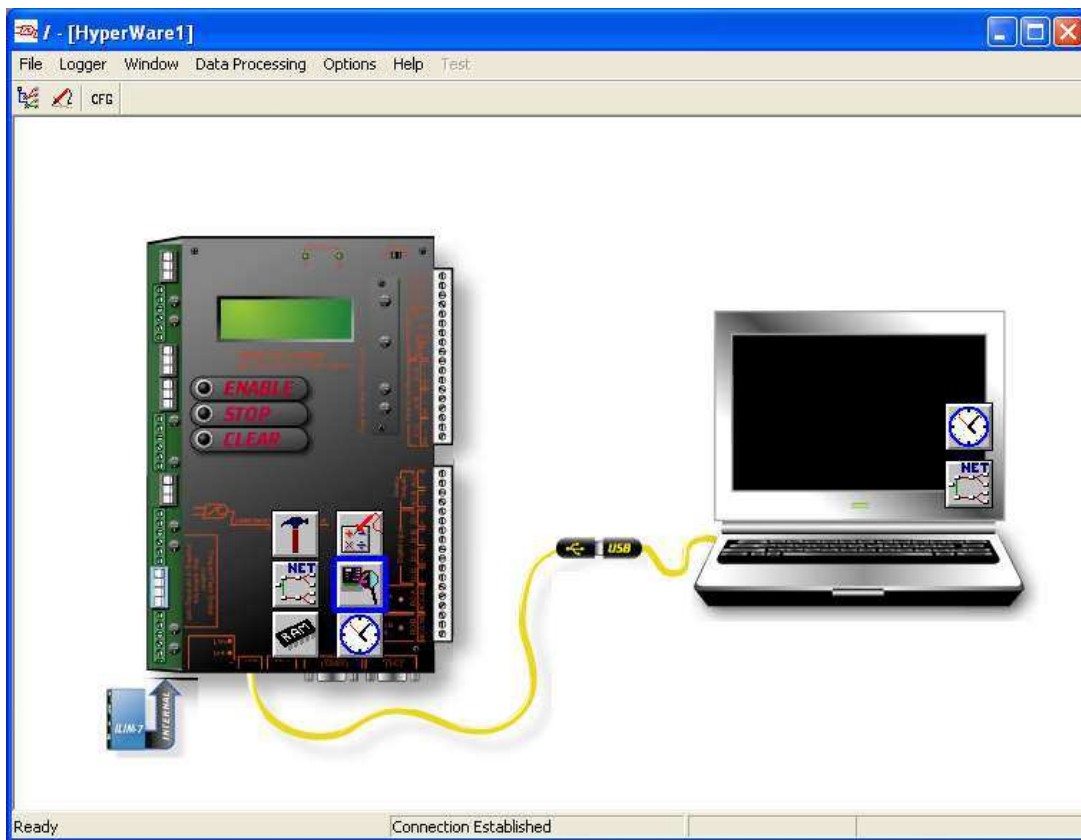 / - [HyperWare1]
File Logger Window Data Processing Options Help Test
CFG
ENABLE
STOP
CLEAR
NET
NET
RAM
USB
ILIM-7
INTERNAL
Ready Connection Established